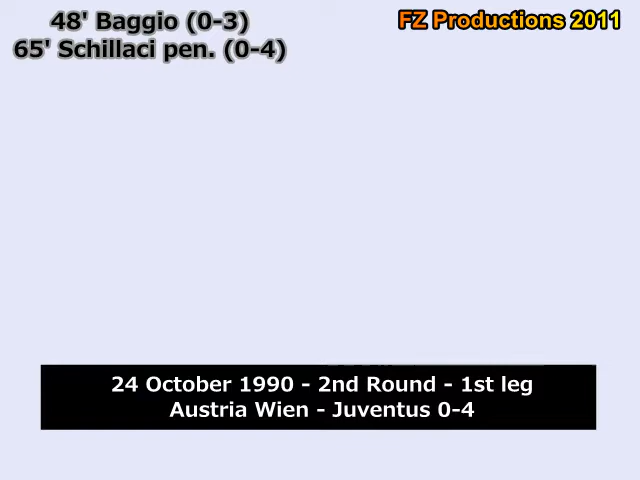 48' Baggio (0-3)
65' Schillaci pen. (0-4)
FZ Productions 2011
24 October 1990 - 2nd Round - 1st leg
Austria Wien - Juventus 0-4